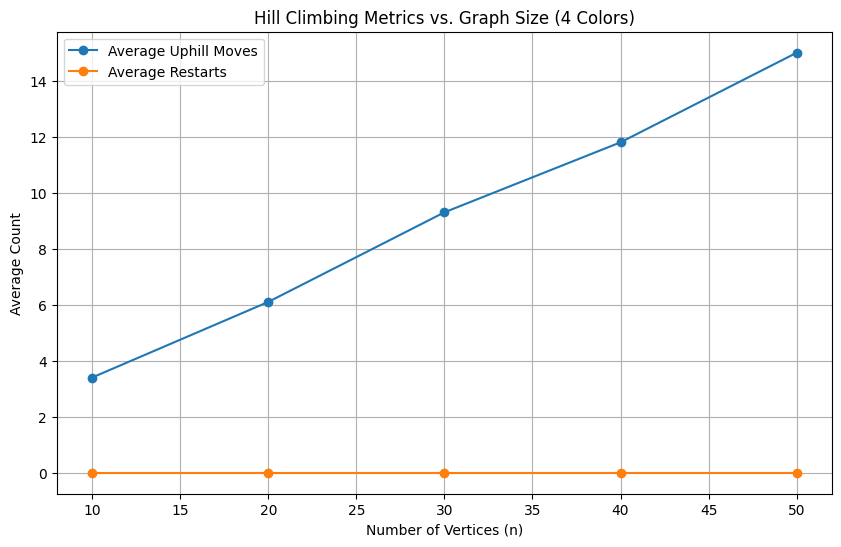 Hill Climbing Metrics vs. Graph Size (4 Colors)
Average Uphill Moves
Average Restarts
Average Count
14
12
10
8
6
4
2
0
10 15 20 25 30 35 40 45 50
Number of Vertices (n)